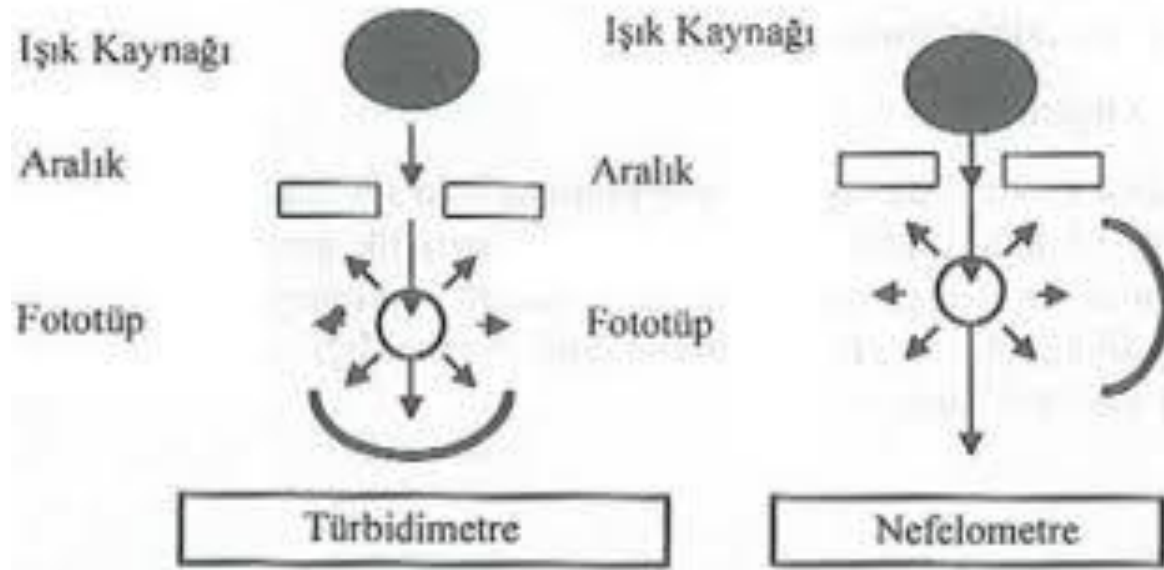 Işık Kaynağı
Aralık
Fototüp
Türbidimetre
Işık Kaynağı
Aralık
Fototüp
Nefelometre